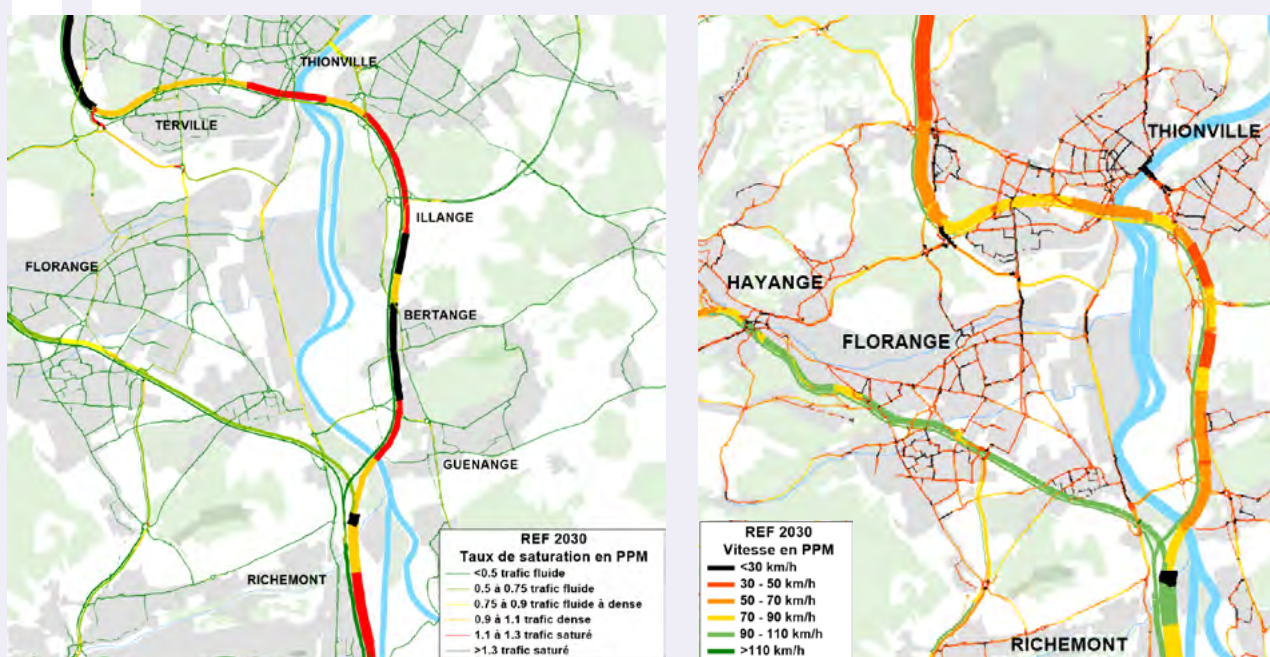 THIONVILLE
TERVILLE
ILLANGE
FLORANGE
BERTANGE
GUENANGE
RICHEMONT
REF 2030
Taux de saturation en PPM
<0.5 trafic fluide
0.5 à 0.75 trafic fluide
0.75 à 0.9 trafic fluide à dense
0.9 à 1.1 trafic dense
1.1 à 1.3 trafic saturé
>1.3 trafic saturé
THIONVILLE
HAYANGE
FLORANGE
RICHEMONT
REF 2030
Vitesse en PPM
<30 km/h
30 - 50 km/h
50 - 70 km/h
70 - 90 km/h
90 - 110 km/h
>110 km/h